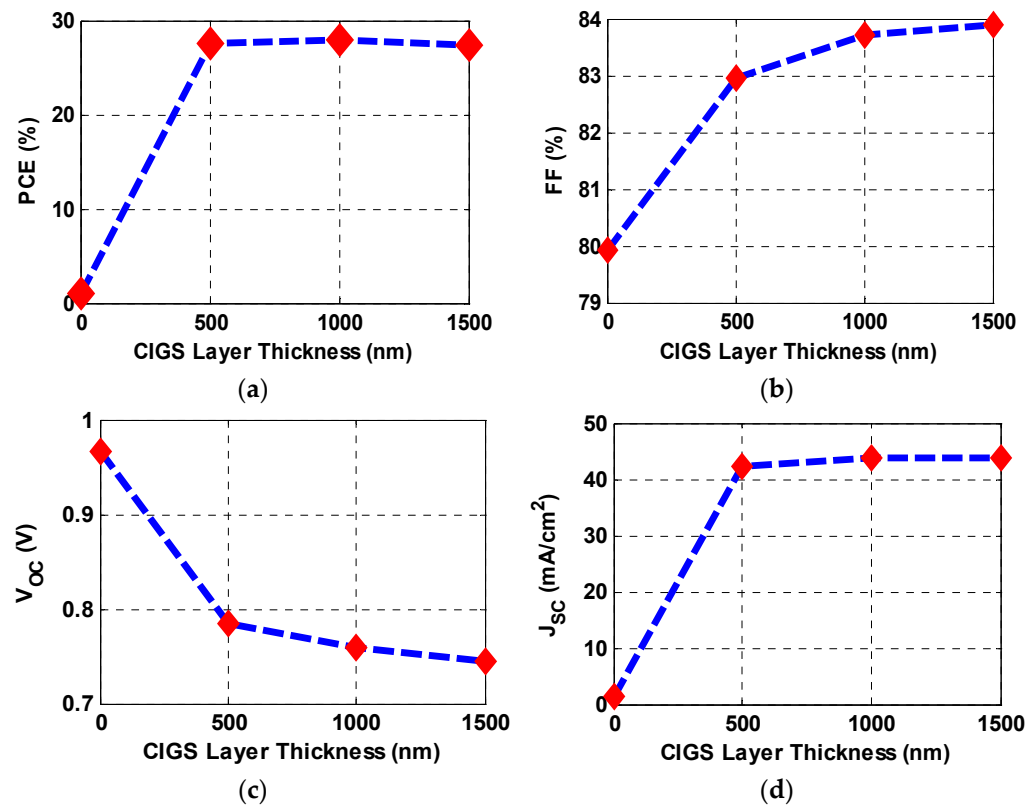 30
20
10
0
PCE (%)
0 500 1000 1500
CIGS Layer Thickness (nm)
(a)
84
83
82
81
80
79
FF (%)
0 500 1000 1500
CIGS Layer Thickness (nm)
(b)
1
0.9
0.8
0.7
V_OC (V)
0 500 1000 1500
CIGS Layer Thickness (nm)
(c)
50
40
30
20
10
0
J_SC (mA/cm²)
0 500 1000 1500
CIGS Layer Thickness (nm)
(d)